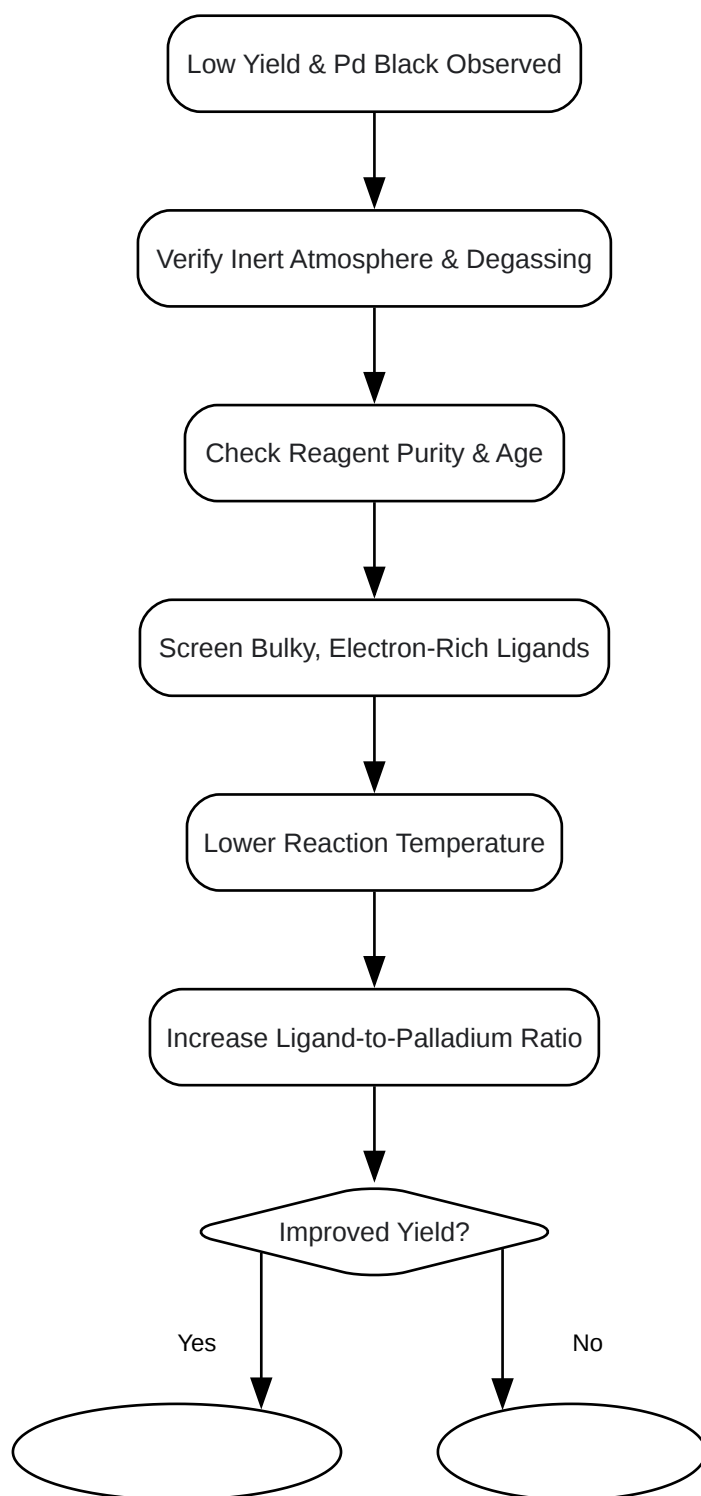 Low Yield & Pd Black Observed
Verify Inert Atmosphere & Degassing
Check Reagent Purity & Age
Screen Bulky, Electron-Rich Ligands
Lower Reaction Temperature
Increase Ligand-to-Palladium Ratio
Improved Yield?
Yes
No